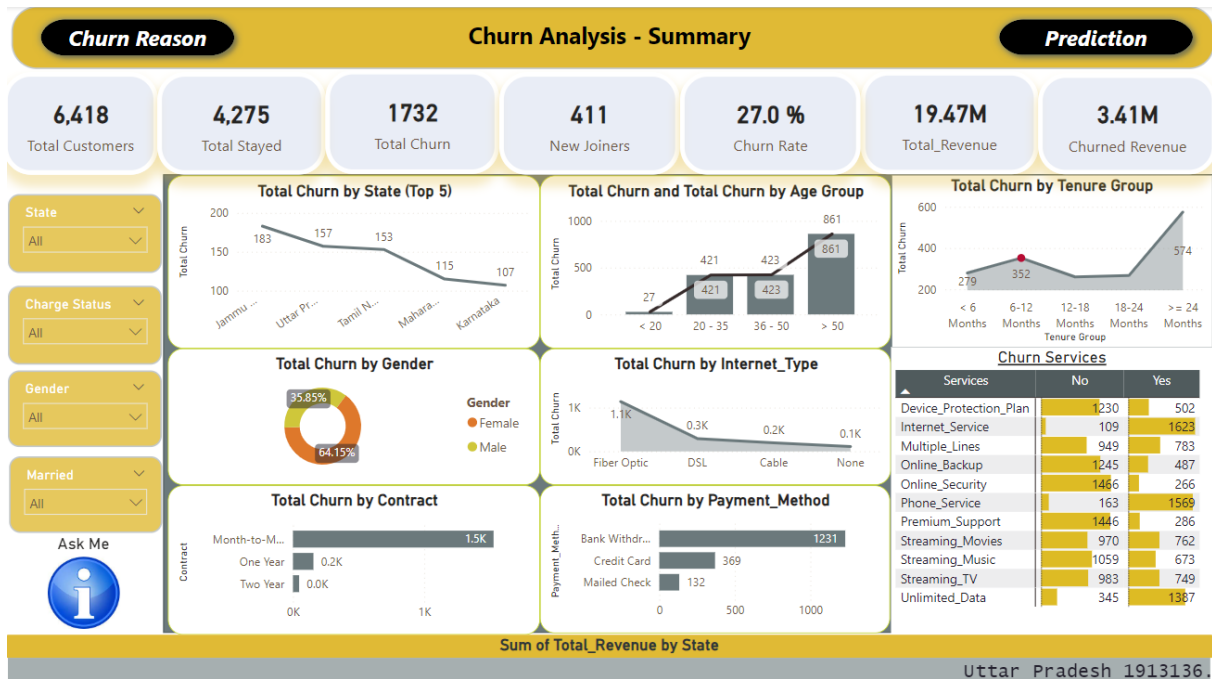 Churn Reason
Churn Analysis - Summary
Prediction
6,418
Total Customers
4,275
Total Stayed
1732
Total Churn
411
New Joiners
27.0 %
Churn Rate
19.47M
Total_Revenue
3.41M
Churned Revenue
State
All
Charge Status
All
Gender
All
Married
All
Ask Me
Total Churn by State (Top 5)
Total Churn
200
150
100
183
157
153
115
107
Jammu ...
Uttar Pr...
Tamil N...
Mahara...
Karnataka
Total Churn and Total Churn by Age Group
Total Churn
1000
500
0
27
421
423
861
421
423
861
< 20
20 - 35
36 - 50
> 50
Total Churn by Tenure Group
Total Churn
600
400
200
279
352
574
< 6 Months
6-12 Months
12-18 Months
18-24 Months
>= 24 Months
Tenure Group
Total Churn by Gender
35.85%
64.15%
Gender
Female
Male
Total Churn by Internet_Type
Total Churn
1K
0K
1.1K
0.3K
0.2K
0.1K
Fiber Optic
DSL
Cable
None
Total Churn by Contract
Contract
Month-to-M...
1.5K
One Year
0.2K
Two Year
0.0K
0K
1K
Total Churn by Payment_Method
Payment_Meth...
Bank Withdr...
1231
Credit Card
369
Mailed Check
132
0
500
1000
Churn Services
Services No Yes
Device_Protection_Plan 1230 502
Internet_Service 109 1623
Multiple_Lines 949 783
Online_Backup 1245 487
Online_Security 1466 266
Phone_Service 163 1569
Premium_Support 1446 286
Streaming_Movies 970 762
Streaming_Music 1059 673
Streaming_TV 983 749
Unlimited_Data 345 1387
Sum of Total_Revenue by State
Uttar Pradesh 1913136.